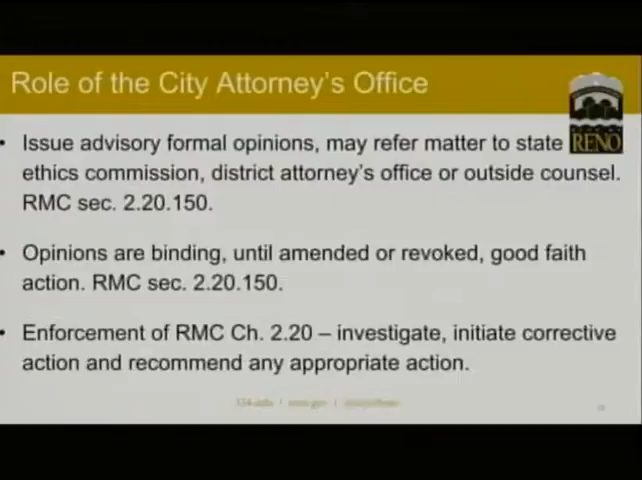 Role of the City Attorney's Office
RENO
• Issue advisory formal opinions, may refer matter to state
ethics commission, district attorney's office or outside counsel.
RMC sec. 2.20.150.
• Opinions are binding, until amended or revoked, good faith
action. RMC sec. 2.20.150.
• Enforcement of RMC Ch. 2.20 – investigate, initiate corrective
action and recommend any appropriate action.